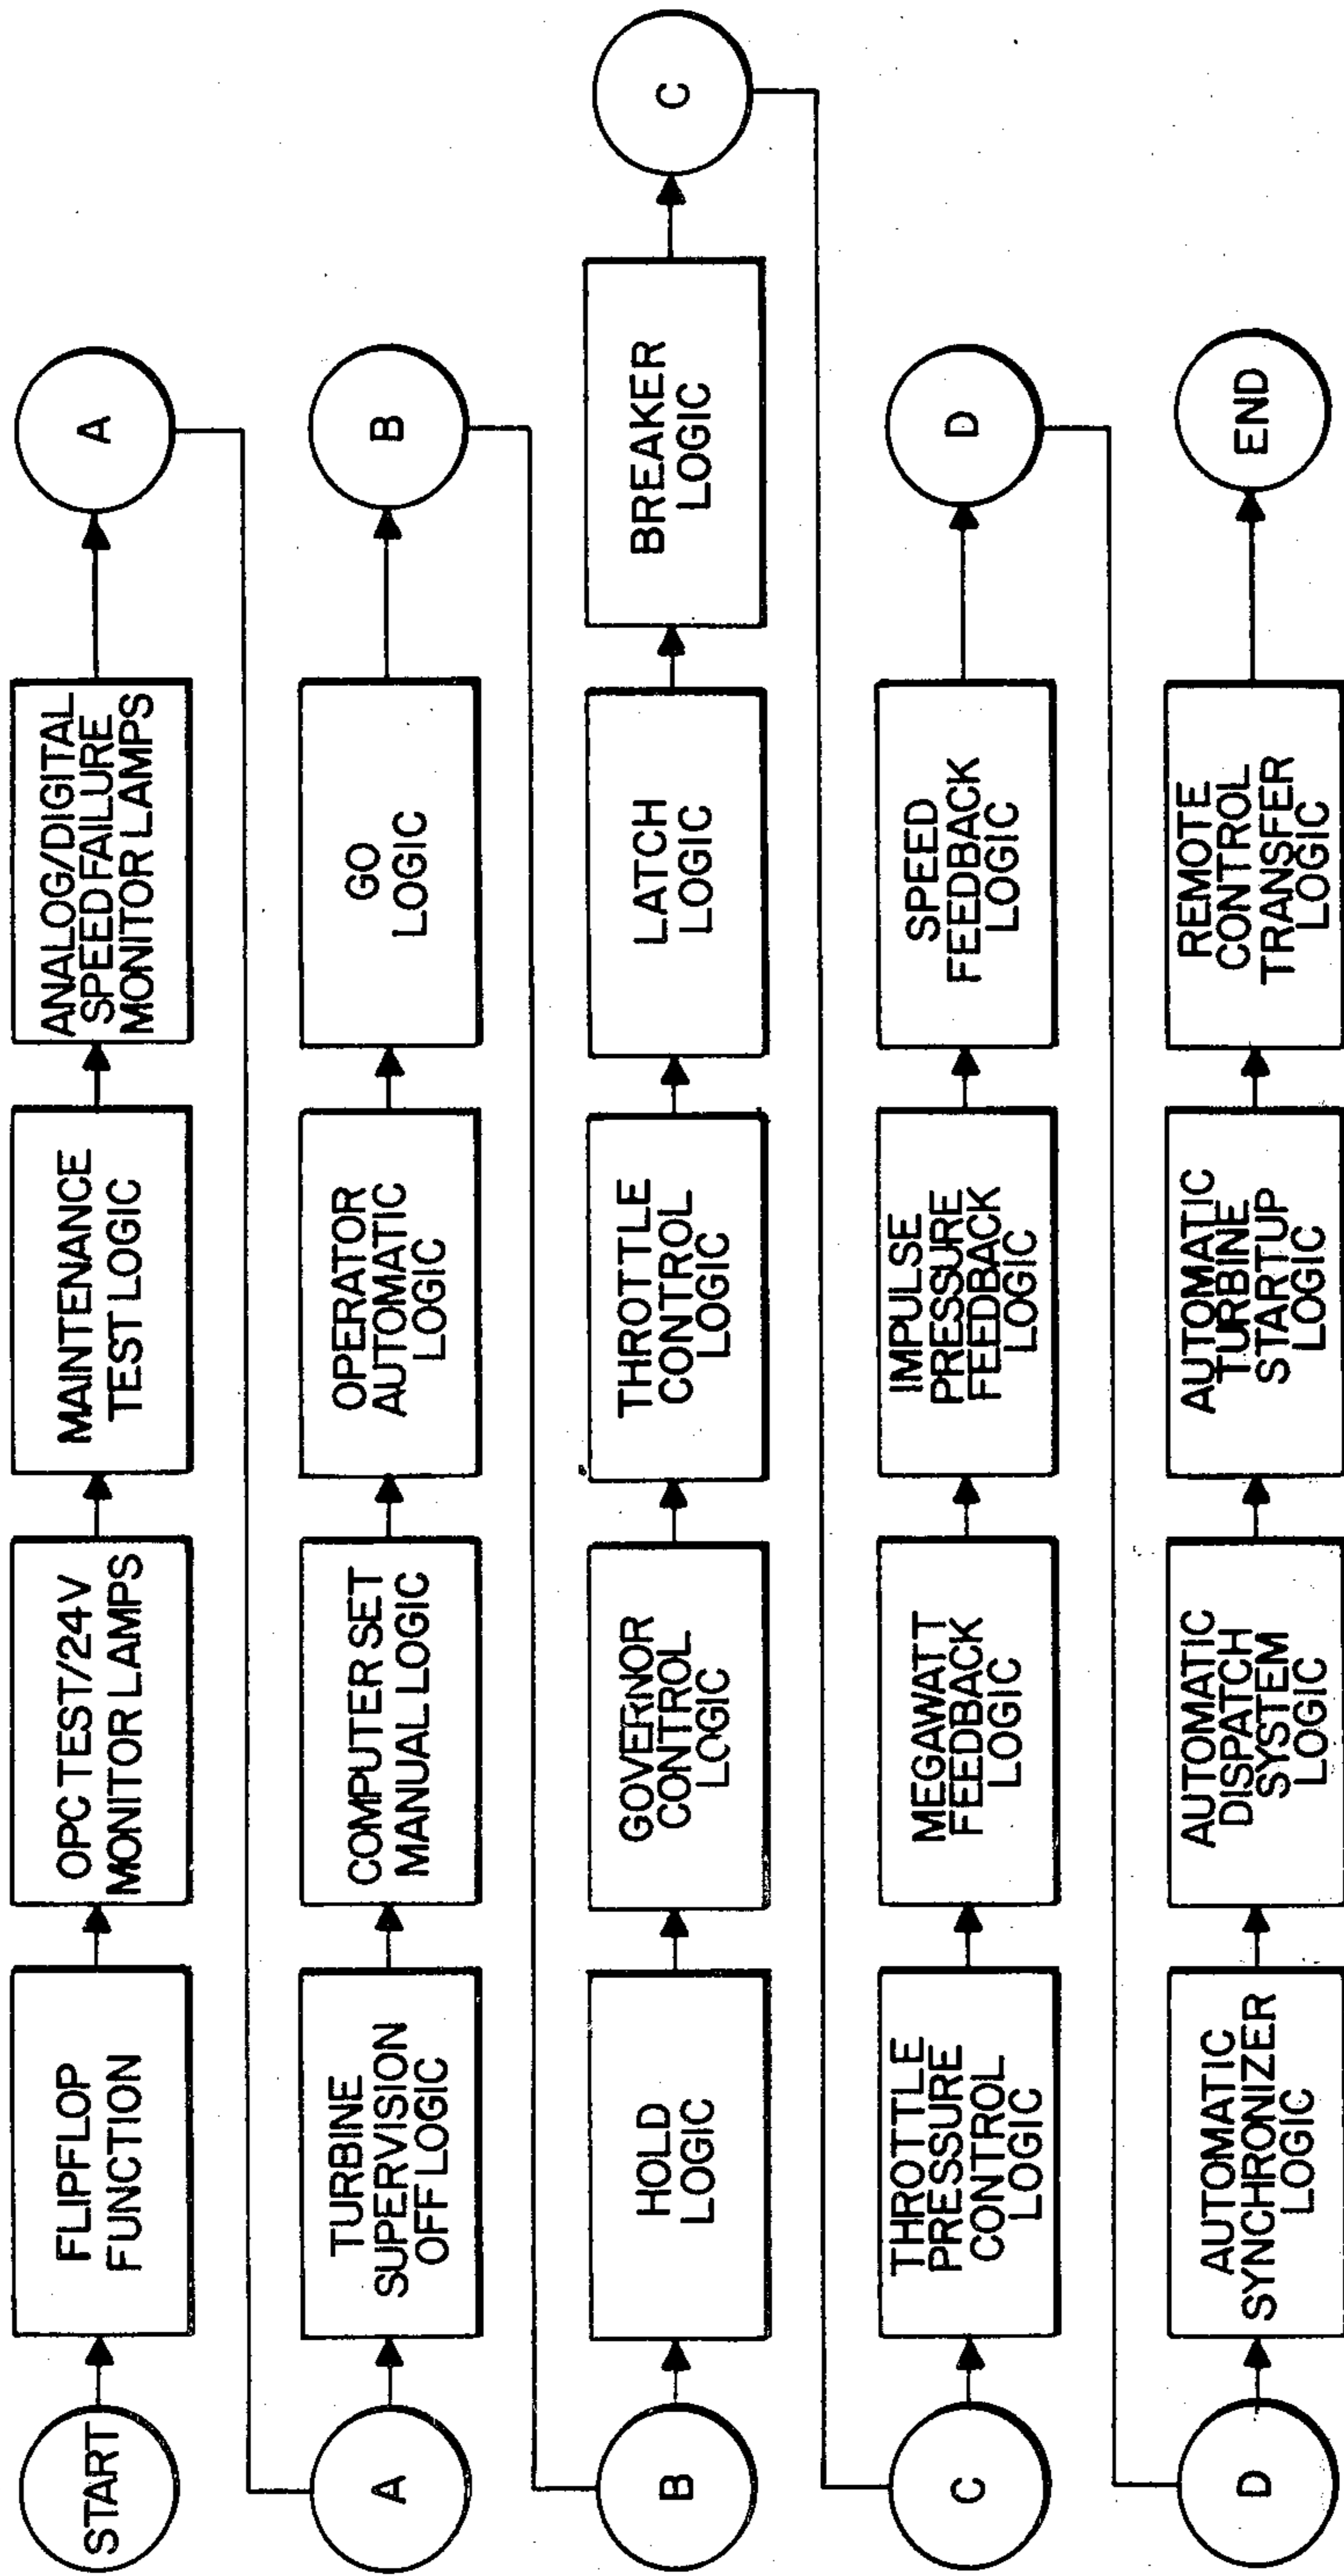 START
FLIPFLOP
FUNCTION
OPC TEST/24V
MONITOR LAMPS
MAINTENANCE
TEST LOGIC
ANALOG/DIGITAL
SPEED FAILURE
MONITOR LAMPS
A
A
TURBINE
SUPERVISION
OFF LOGIC
COMPUTER SET
MANUAL LOGIC
OPERATOR
AUTOMATIC
LOGIC
GO
LOGIC
B
B
HOLD
LOGIC
GOVERNOR
CONTROL
LOGIC
THROTTLE
CONTROL
LOGIC
LATCH
LOGIC
BREAKER
LOGIC
C
C
THROTTLE
PRESSURE
CONTROL
LOGIC
MEGAWATT
FEEDBACK
LOGIC
IMPULSE
PRESSURE
FEEDBACK
LOGIC
SPEED
FEEDBACK
LOGIC
D
D
AUTOMATIC
SYNCHRONIZER
LOGIC
AUTOMATIC
DISPATCH
SYSTEM
LOGIC
AUTOMATIC
TURBINE
STARTUP
LOGIC
REMOTE
CONTROL
TRANSFER
LOGIC
END